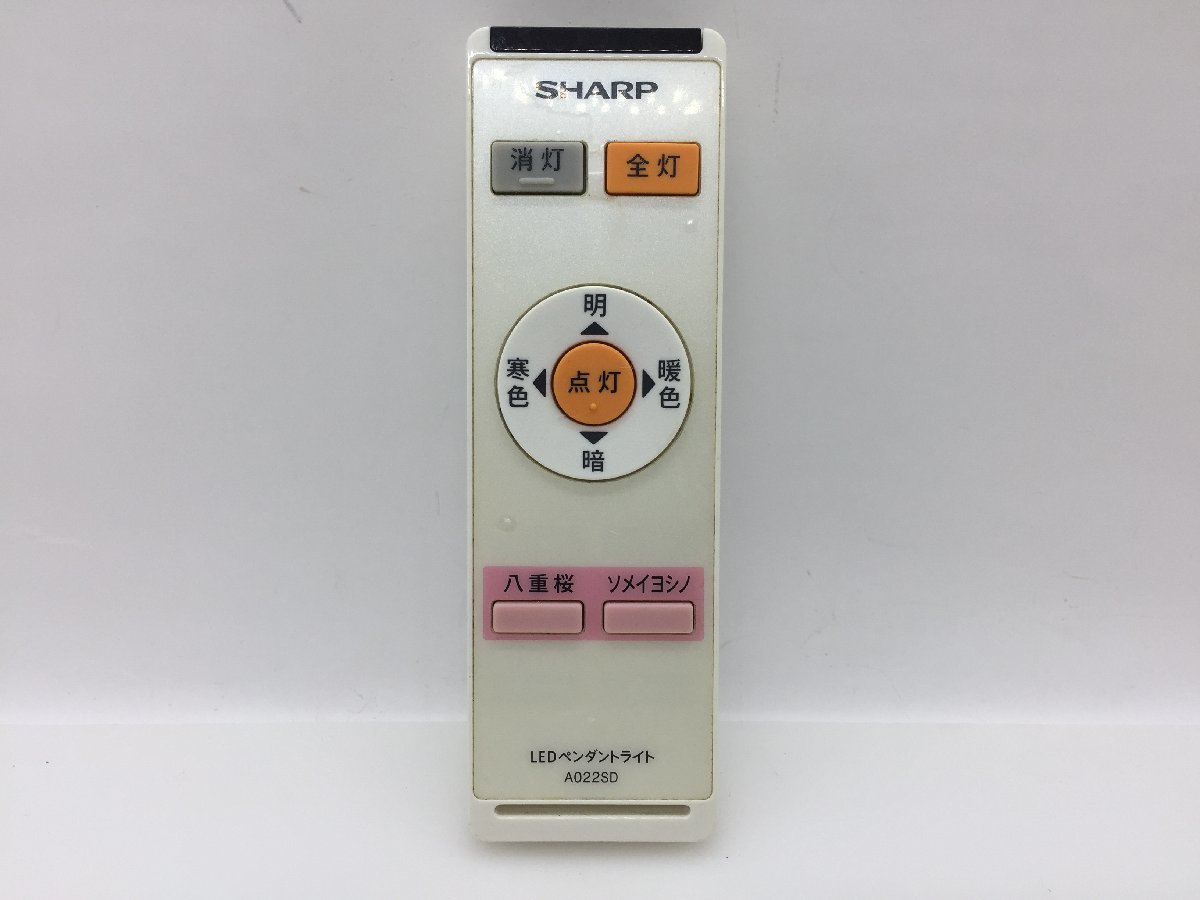 SHARP
消灯 全灯
明
寒色 点灯 暖色
暗
八重桜 ソメイヨシノ
LEDペンダントライト
A022SD